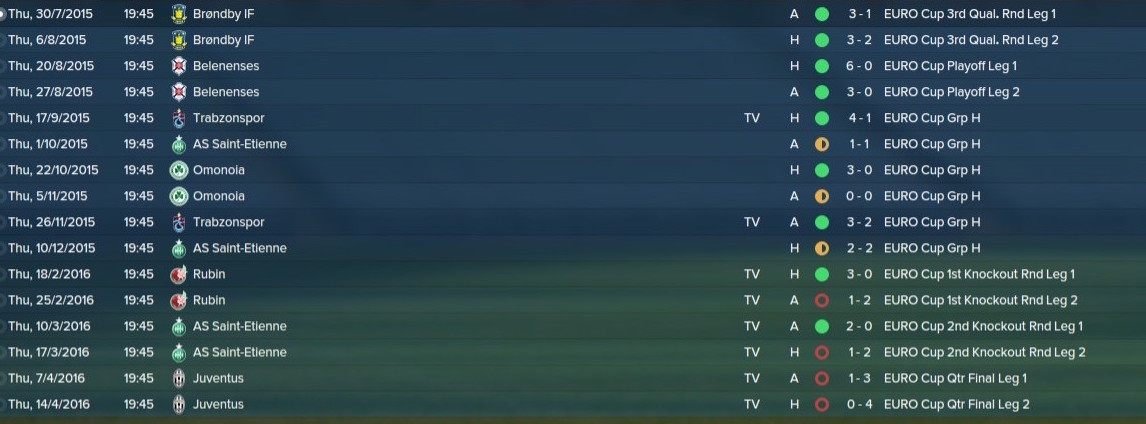 Thu, 30/7/2015 19:45 Brøndby IF A 3 - 1 EURO Cup 3rd Qual. Rnd Leg 1
Thu, 6/8/2015 19:45 Brøndby IF H 3 - 2 EURO Cup 3rd Qual. Rnd Leg 2
Thu, 20/8/2015 19:45 Belenenses H 6 - 0 EURO Cup Playoff Leg 1
Thu, 27/8/2015 19:45 Belenenses A 3 - 0 EURO Cup Playoff Leg 2
Thu, 17/9/2015 19:45 Trabzonspor TV H 4 - 1 EURO Cup Grp H
Thu, 1/10/2015 19:45 AS Saint-Etienne A 1 - 1 EURO Cup Grp H
Thu, 22/10/2015 19:45 Omonoia H 3 - 0 EURO Cup Grp H
Thu, 5/11/2015 19:45 Omonoia A 0 - 0 EURO Cup Grp H
Thu, 26/11/2015 19:45 Trabzonspor TV A 3 - 2 EURO Cup Grp H
Thu, 10/12/2015 19:45 AS Saint-Etienne H 2 - 2 EURO Cup Grp H
Thu, 18/2/2016 19:45 Rubin TV H 3 - 0 EURO Cup 1st Knockout Rnd Leg 1
Thu, 25/2/2016 19:45 Rubin TV A 1 - 2 EURO Cup 1st Knockout Rnd Leg 2
Thu, 10/3/2016 19:45 AS Saint-Etienne TV A 2 - 0 EURO Cup 2nd Knockout Rnd Leg 1
Thu, 17/3/2016 19:45 AS Saint-Etienne TV H 1 - 2 EURO Cup 2nd Knockout Rnd Leg 2
Thu, 7/4/2016 19:45 Juventus TV A 1 - 3 EURO Cup Qtr Final Leg 1
Thu, 14/4/2016 19:45 Juventus TV H 0 - 4 EURO Cup Qtr Final Leg 2